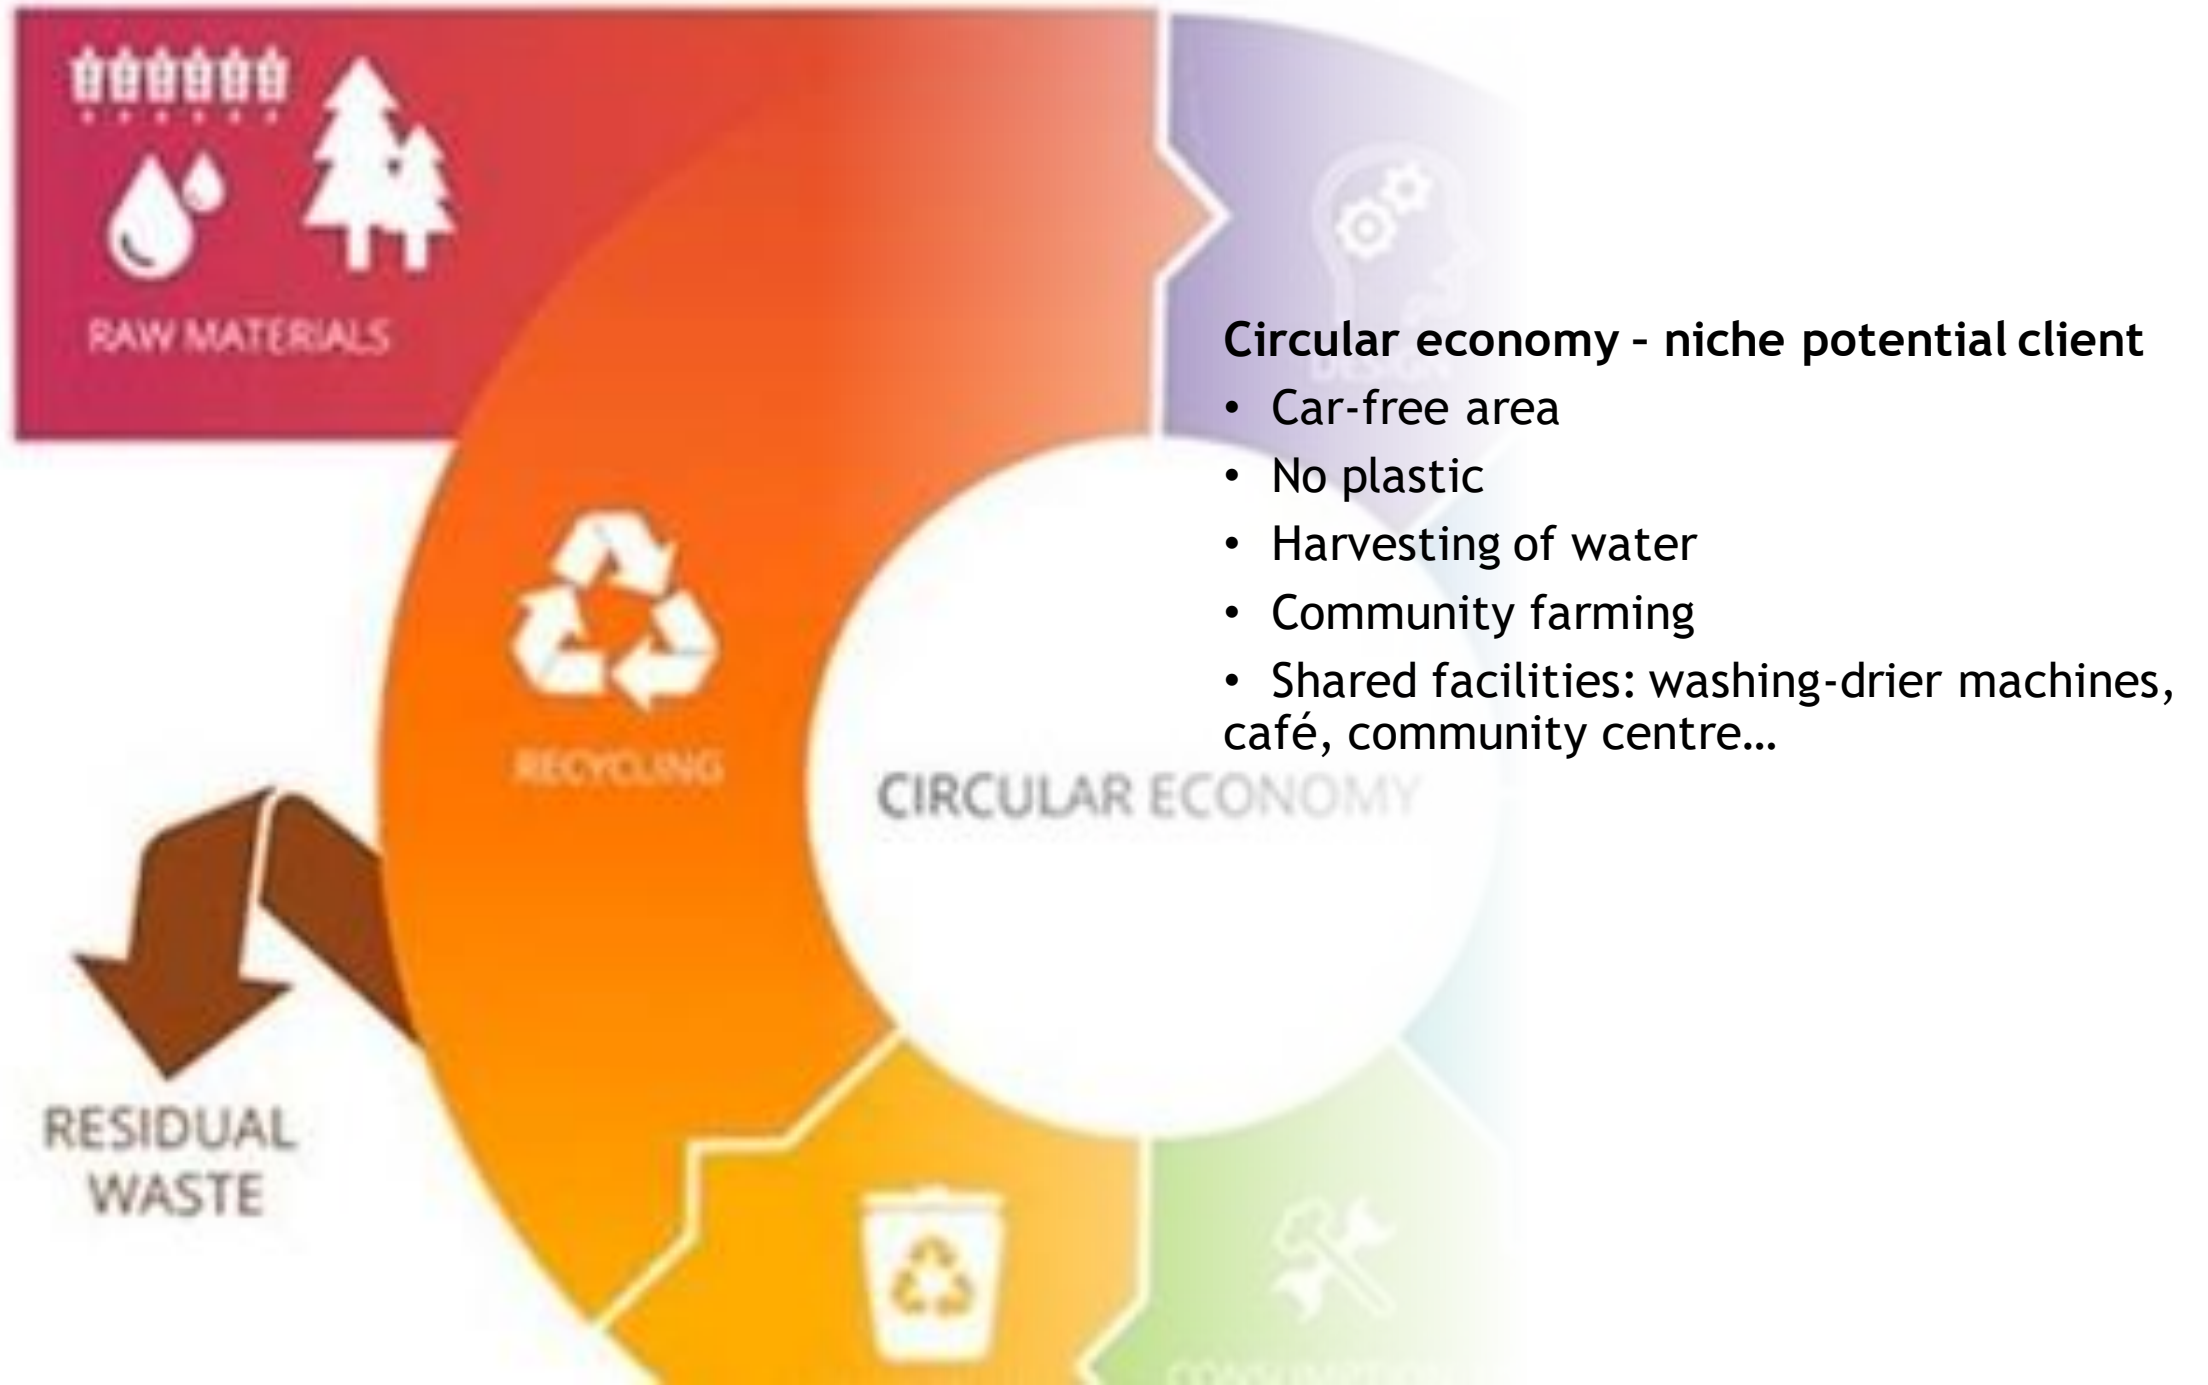 RAW MATERIALS
DESIGN
Circular economy – niche potential client
• Car-free area
• No plastic
• Harvesting of water
• Community farming
• Shared facilities: washing-drier machines,
café, community centre…
RECYCLING
CIRCULAR ECONOMY
RESIDUAL
WASTE